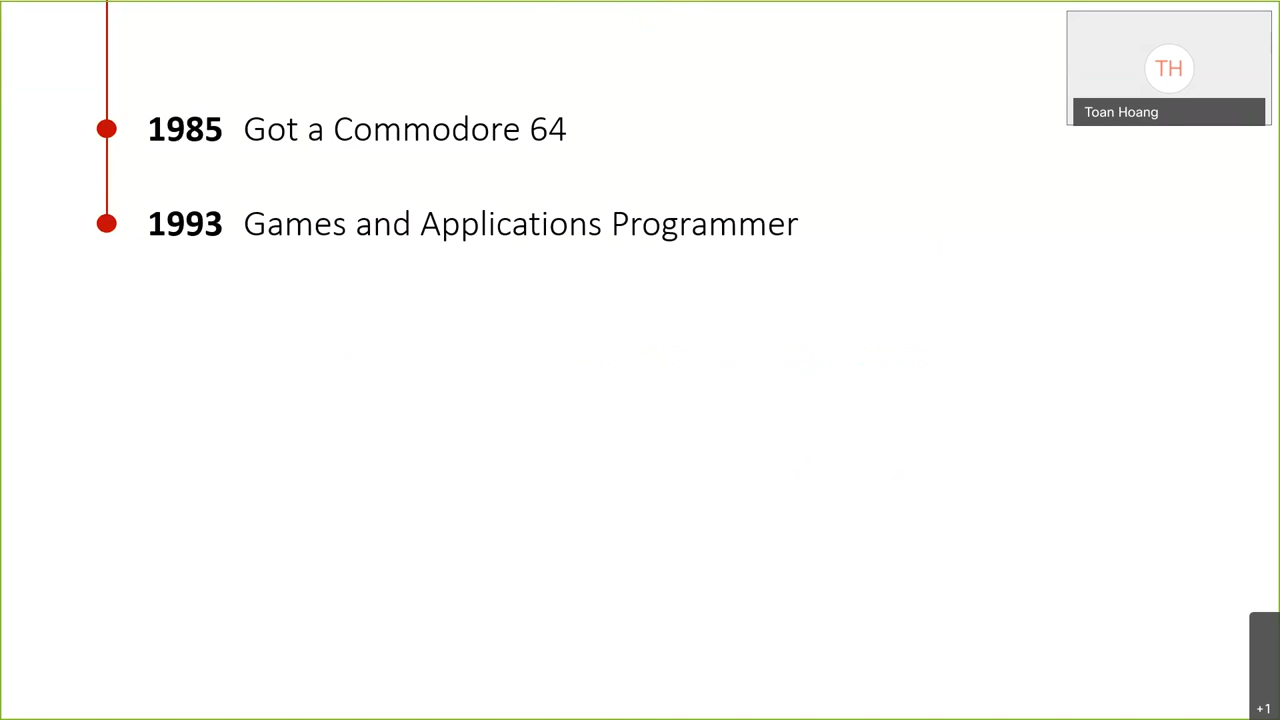 TH
Toan Hoang
1985 Got a Commodore 64
1993 Games and Applications Programmer
+1